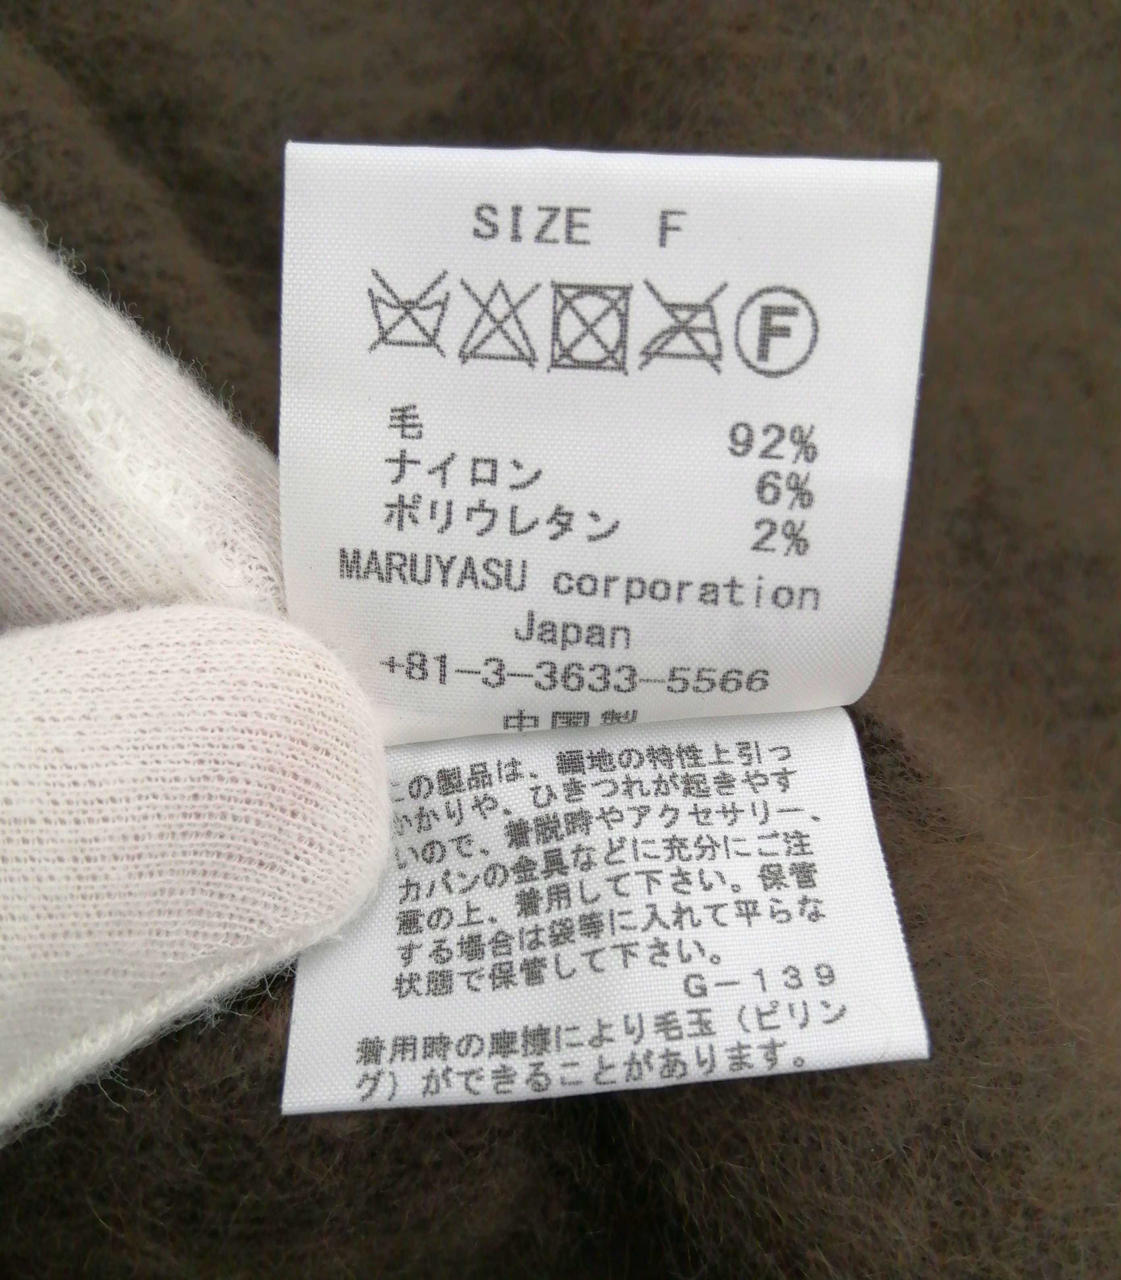 SIZE F
F
毛 92%
ナイロン 6%
ポリウレタン 2%
MARUYASU corporation
Japan
+81-3-3633-5566
中国製
この製品は、編地の特性上引っ
かかりや、ひきつれが起きやす
いので、着脱時やアクセサリー、
カバンの金具などに充分にご注
意の上、着用して下さい。保管
する場合は袋等に入れて平らな
状態で保管して下さい。
G-139
着用時の摩擦により毛玉（ピリン
グ）ができることがあります。